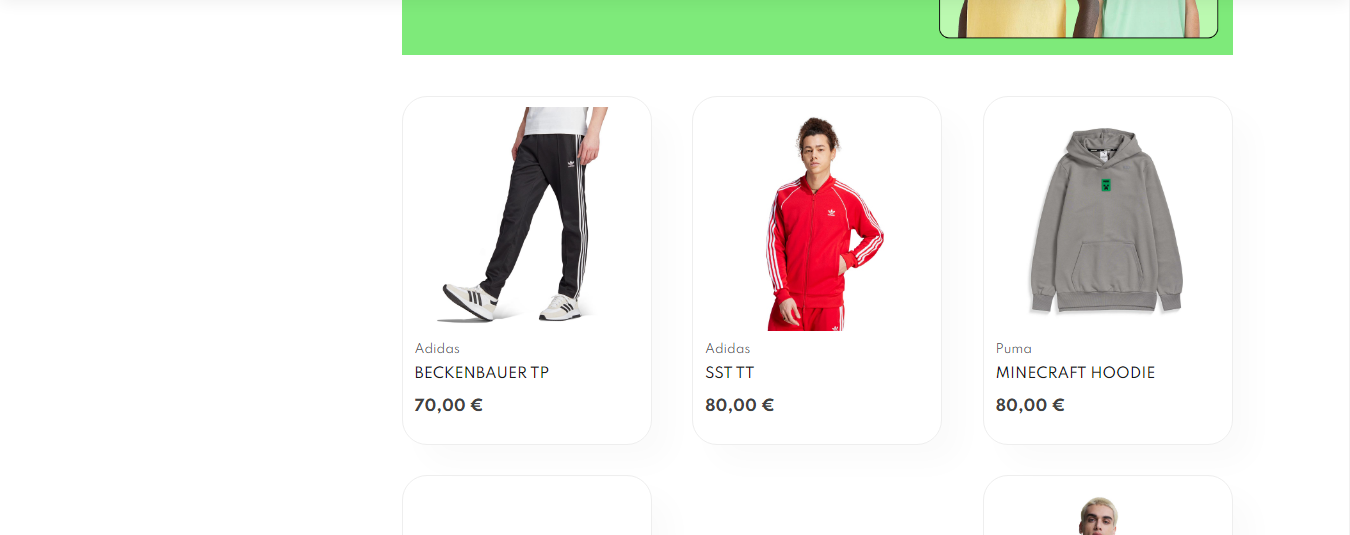 Adidas
BECKENBAUER TP
70,00 €
Adidas
SST TT
80,00 €
Puma
MINECRAFT HOODIE
80,00 €